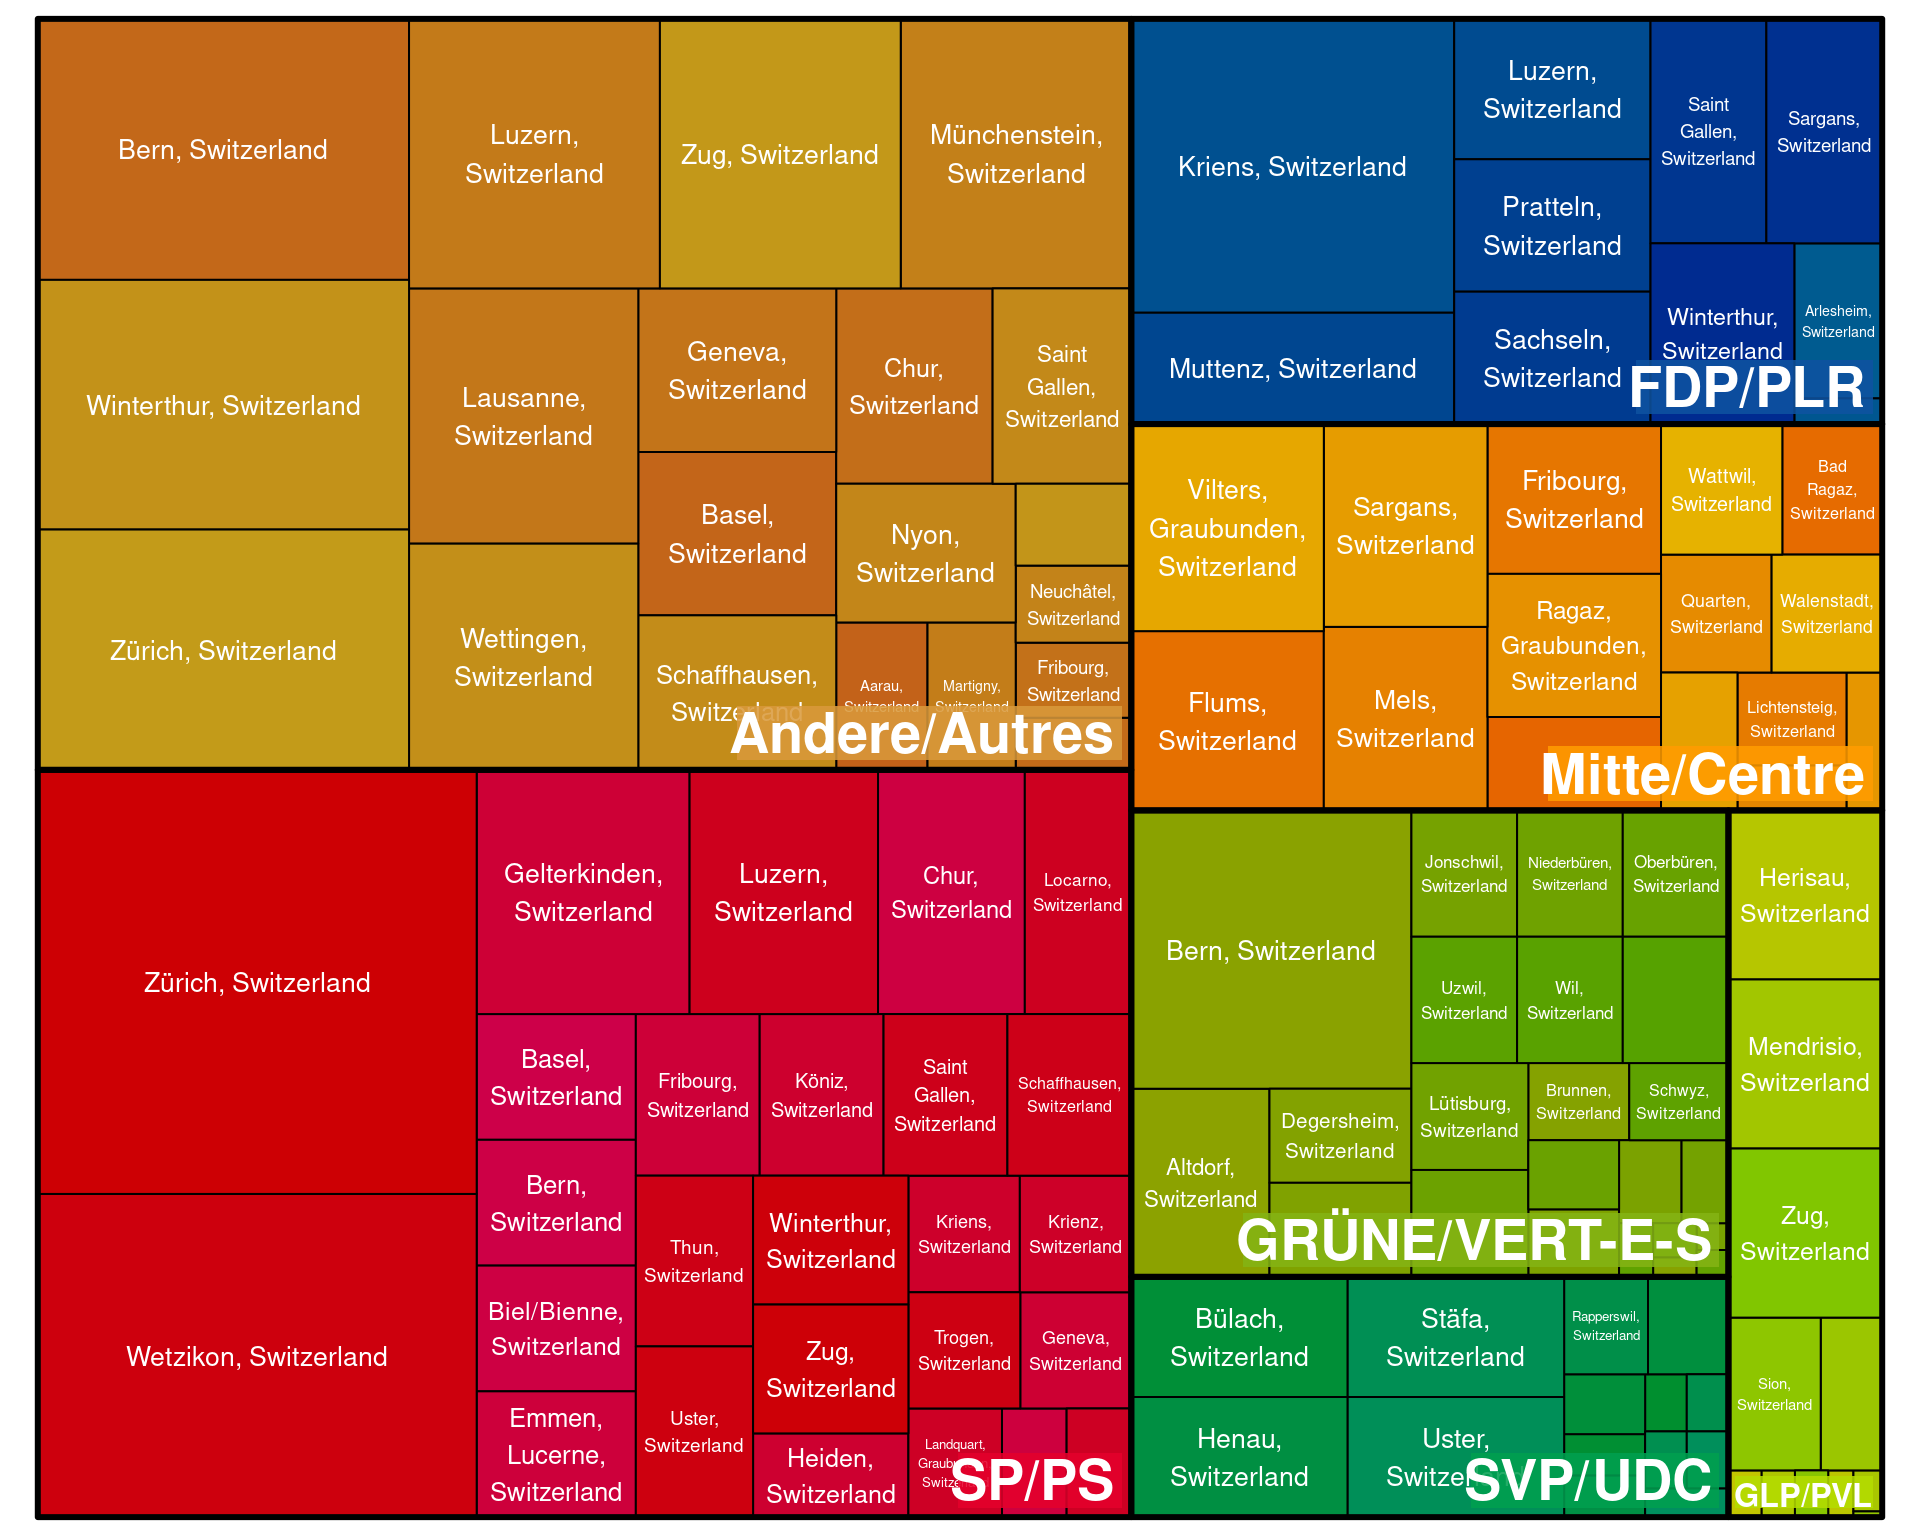 Bern, Switzerland
Luzern,
Switzerland
Zug, Switzerland
Münchenstein,
Switzerland
Winterthur, Switzerland
Zürich, Switzerland
Lausanne,
Switzerland
Geneva,
Switzerland
Chur,
Switzerland
Saint
Gallen,
Switzerland
Basel,
Switzerland
Nyon,
Switzerland
Neuchâtel,
Switzerland
Wettingen,
Switzerland
Schaffhausen,
Switzerland
Aarau,
Switzerland
Martigny,
Switzerland
Fribourg,
Switzerland
Andere/Autres
Kriens, Switzerland
Muttenz, Switzerland
Luzern,
Switzerland
Pratteln,
Switzerland
Sachseln,
Switzerland
Saint
Gallen,
Switzerland
Sargans,
Switzerland
Winterthur,
Switzerland
Arlesheim,
Switzerland
FDP/PLR
Vilters,
Graubunden,
Switzerland
Flums,
Switzerland
Sargans,
Switzerland
Mels,
Switzerland
Fribourg,
Switzerland
Ragaz,
Graubunden,
Switzerland
Wattwil,
Switzerland
Bad
Ragaz,
Switzerland
Quarten,
Switzerland
Walenstadt,
Switzerland
Lichtensteig,
Switzerland
Mitte/Centre
Zürich, Switzerland
Wetzikon, Switzerland
Gelterkinden,
Switzerland
Luzern,
Switzerland
Chur,
Switzerland
Locarno,
Switzerland
Basel,
Switzerland
Bern,
Switzerland
Biel/Bienne,
Switzerland
Emmen,
Lucerne,
Switzerland
Fribourg,
Switzerland
Köniz,
Switzerland
Saint
Gallen,
Switzerland
Schaffhausen,
Switzerland
Thun,
Switzerland
Uster,
Switzerland
Winterthur,
Switzerland
Zug,
Switzerland
Heiden,
Switzerland
Kriens,
Switzerland
Krienz,
Switzerland
Trogen,
Switzerland
Geneva,
Switzerland
Landquart,
SP/PS
Bern, Switzerland
Altdorf,
Switzerland
Degersheim,
Switzerland
Jonschwil,
Switzerland
Niederbüren,
Switzerland
Oberbüren,
Switzerland
Uzwil,
Switzerland
Wil,
Switzerland
Lütisburg,
Switzerland
Brunnen,
Switzerland
Schwyz,
Switzerland
GRÜNE/VERT-E-S
Bülach,
Switzerland
Henau,
Switzerland
Stäfa,
Switzerland
Uster,
Switzerland
Rapperswil,
Switzerland
SVP/UDC
Herisau,
Switzerland
Mendrisio,
Switzerland
Zug,
Switzerland
Sion,
Switzerland
GLP/PVL